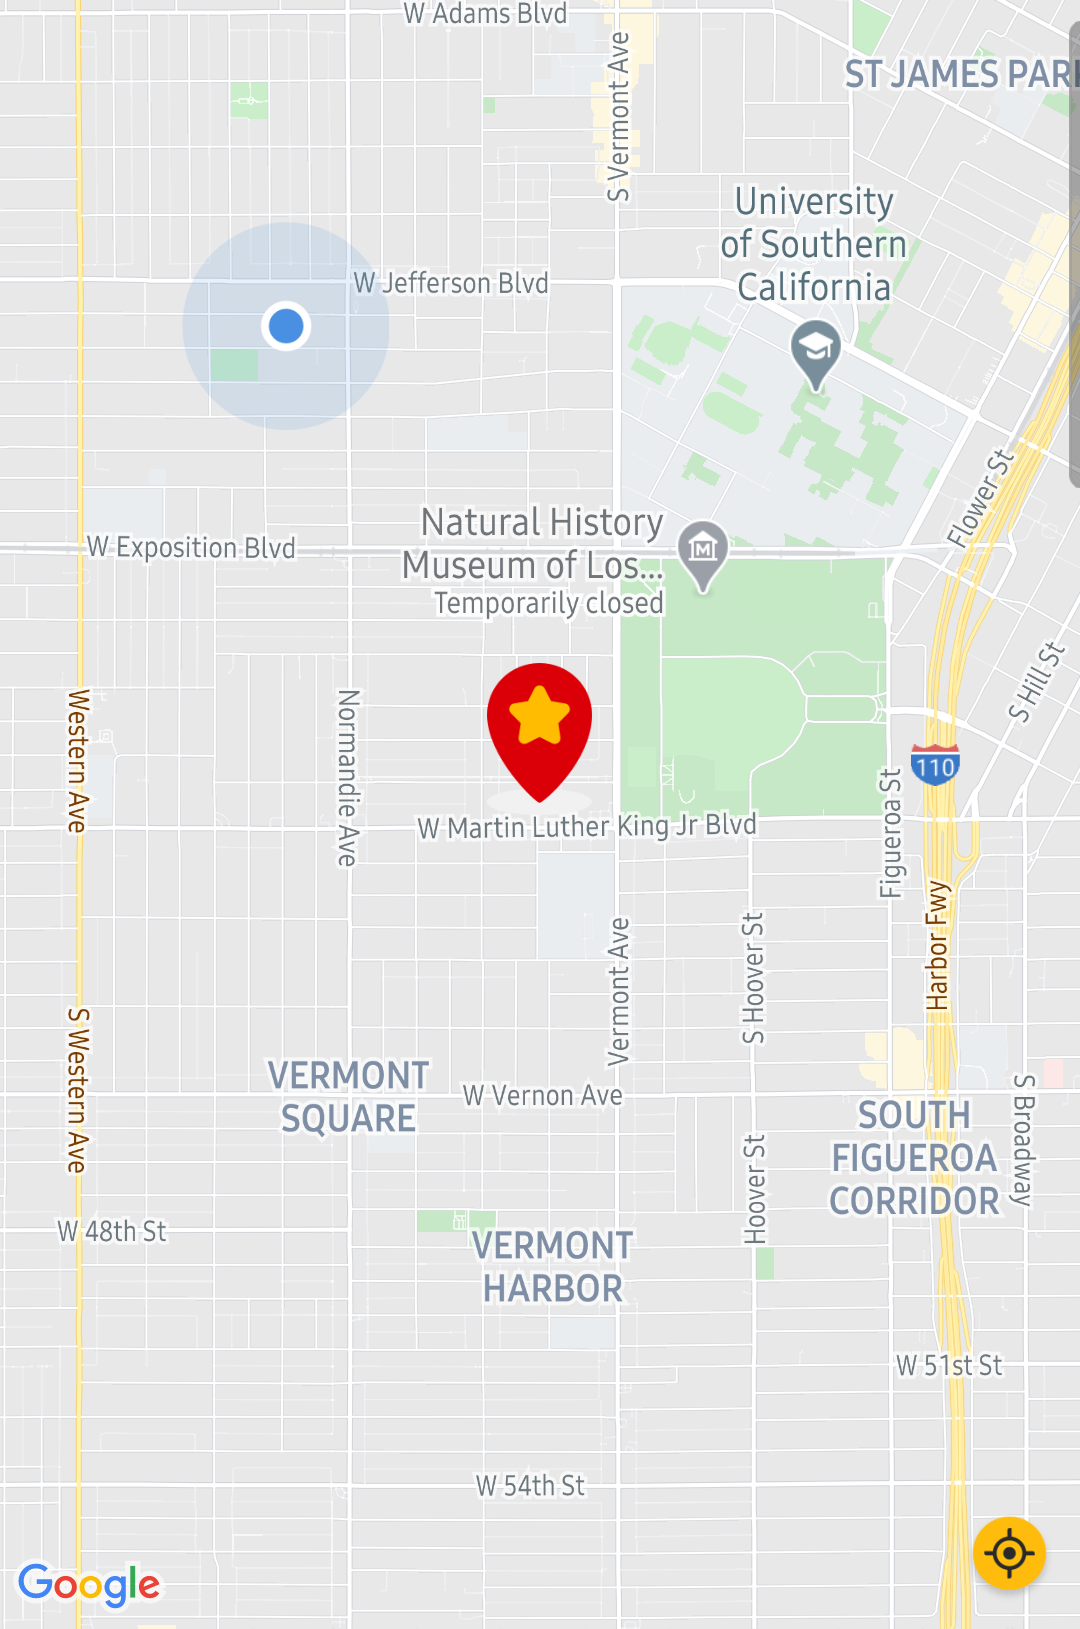 W Adams Blvd
S Vermont Ave
ST JAMES PARK
University
of Southern
California
W Jefferson Blvd
Flower St
Natural History
Museum of Los...
Temporarily closed
W Exposition Blvd
S Hill St
Western Ave
Normandie Ave
110
Figueroa St
W Martin Luther King Jr Blvd
Harbor Fwy
Vermont Ave
S Hoover St
S Western Ave
VERMONT
SQUARE
W Vernon Ave
SOUTH
FIGUEROA
CORRIDOR
S Broadway
Hoover St
W 48th St
VERMONT
HARBOR
W 51st St
W 54th St
Google